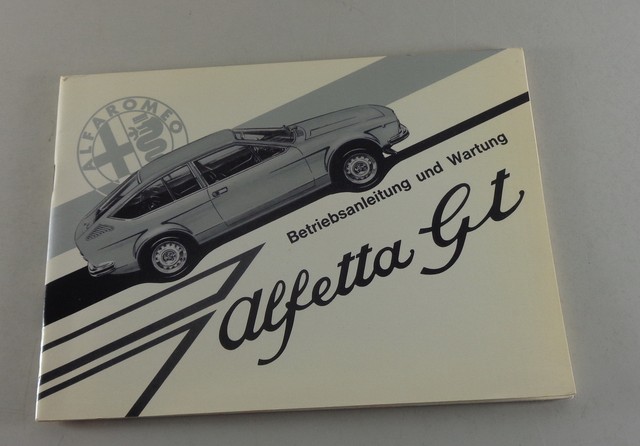 ALFA ROMEO
Betriebsanleitung und Wartung
Alfetta Gt